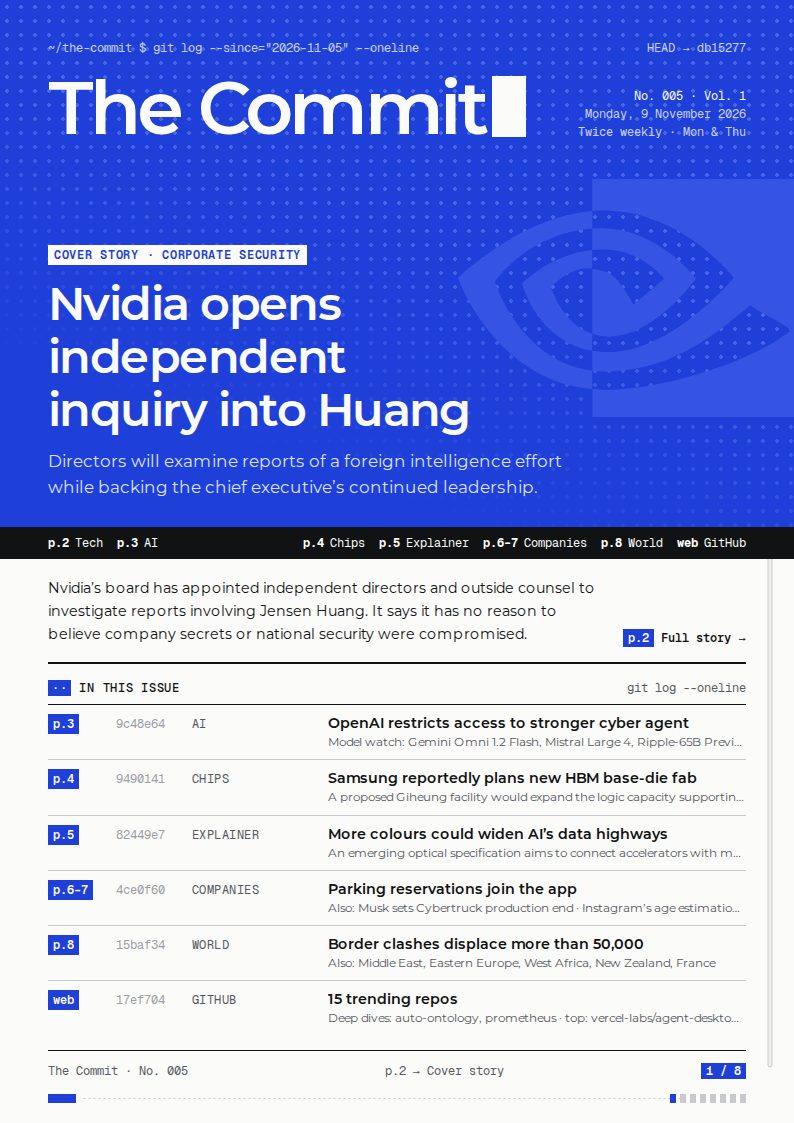 ~/the-commit $ git log --since="2026-11-05" --oneline
HEAD → db15277
The Commit
No. 005 · Vol. 1
Monday, 9 November 2026
Twice weekly · Mon & Thu
COVER STORY · CORPORATE SECURITY
Nvidia opens
independent
inquiry into Huang
Directors will examine reports of a foreign intelligence effort
while backing the chief executive’s continued leadership.
p.2 Tech p.3 AI p.4 Chips p.5 Explainer p.6–7 Companies p.8 World web GitHub
Nvidia’s board has appointed independent directors and outside counsel to
investigate reports involving Jensen Huang. It says it has no reason to
believe company secrets or national security were compromised.
p.2 Full story →
·· IN THIS ISSUE
git log --oneline
p.3 9c48e64 AI OpenAI restricts access to stronger cyber agent
Model watch: Gemini Omni 1.2 Flash, Mistral Large 4, Ripple-65B Previ…
p.4 9490141 CHIPS Samsung reportedly plans new HBM base-die fab
A proposed Giheung facility would expand the logic capacity supportin…
p.5 82449e7 EXPLAINER More colours could widen AI’s data highways
An emerging optical specification aims to connect accelerators with m…
p.6–7 4ce0f60 COMPANIES Parking reservations join the app
Also: Musk sets Cybertruck production end · Instagram’s age estimatio…
p.8 15baf34 WORLD Border clashes displace more than 50,000
Also: Middle East, Eastern Europe, West Africa, New Zealand, France
web 17ef704 GITHUB 15 trending repos
Deep dives: auto-ontology, prometheus · top: vercel-labs/agent-deskto…
The Commit · No. 005
p.2 → Cover story
1 / 8